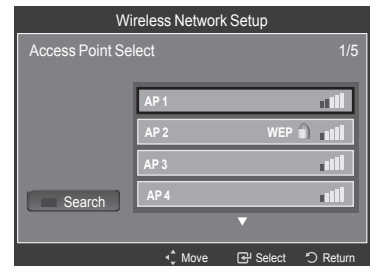 Wireless Network Setup
Access Point Select 1/5
AP 1
AP 2 WEP
AP 3
AP 4
Search
Move Select Return